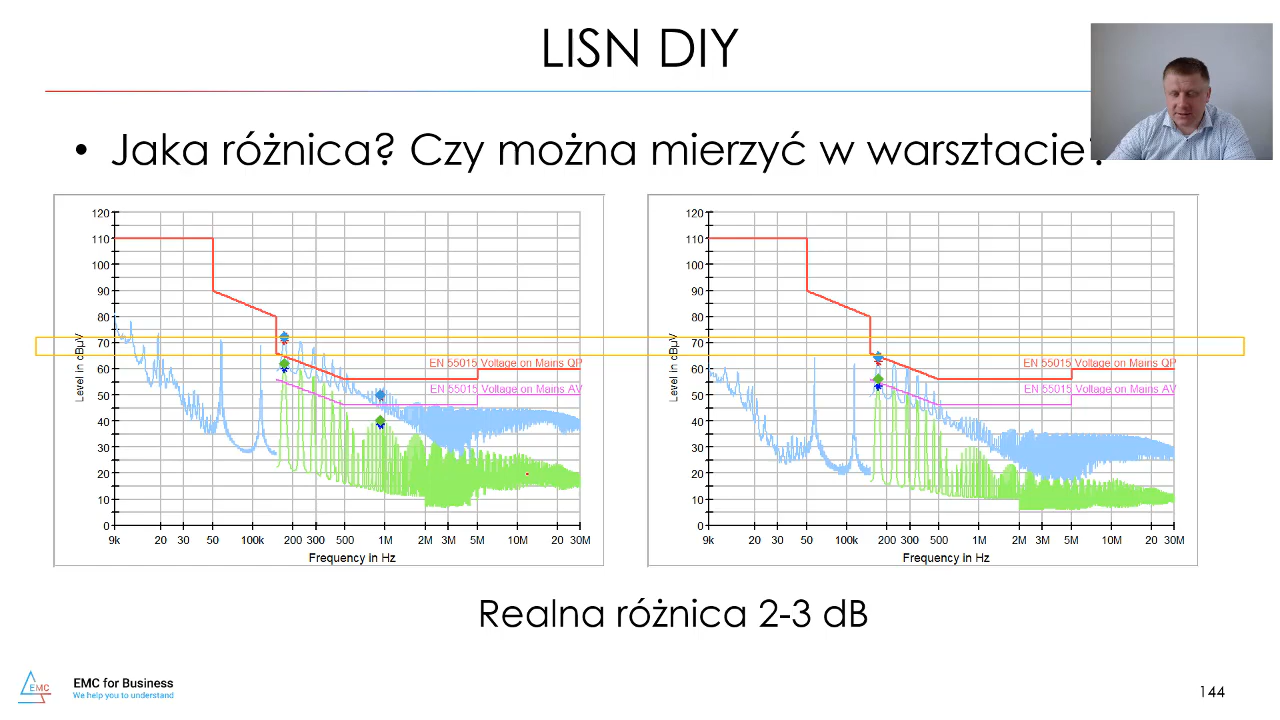 LISN DIY
• Jaka różnica? Czy można mierzyć w warsztacie?
120
110
100
90
80
70
60
50
40
30
20
10
0
Level in dBµV
EN 55015 Voltage on Mains QP
EN 55015 Voltage on Mains AV
9k 20 30 50 100k 200 300 500 1M 2M 3M 5M 10M 20 30M
Frequency in Hz
120
110
100
90
80
70
60
50
40
30
20
10
0
Level in dBµV
EN 55015 Voltage on Mains QP
EN 55015 Voltage on Mains AV
9k 20 30 50 100k 200 300 500 1M 2M 3M 5M 10M 20 30M
Frequency in Hz
Realna różnica 2-3 dB
EMC
EMC for Business
We help you to understand
144